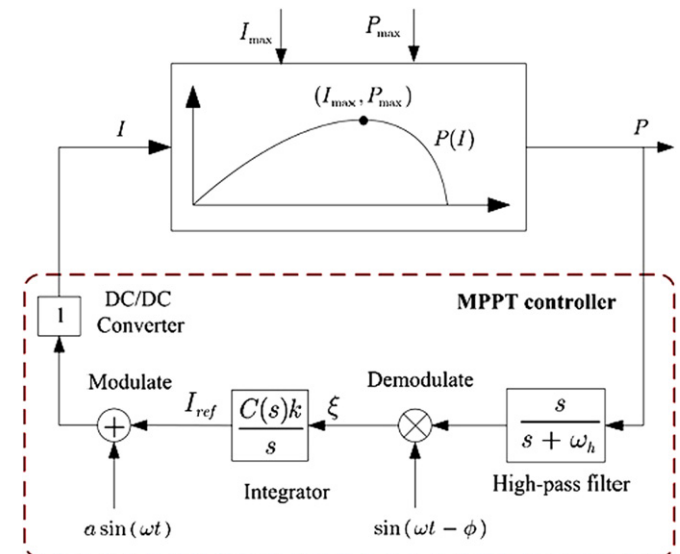 I_max
P_max
(I_max, P_max)
I
P(I)
P
DC/DC
Converter
MPPT controller
1
Modulate
Demodulate
I_ref
C(s)k
s
ξ
s
s + ω_h
+
×
Integrator
High-pass filter
a sin(ωt)
sin(ωt − ϕ)